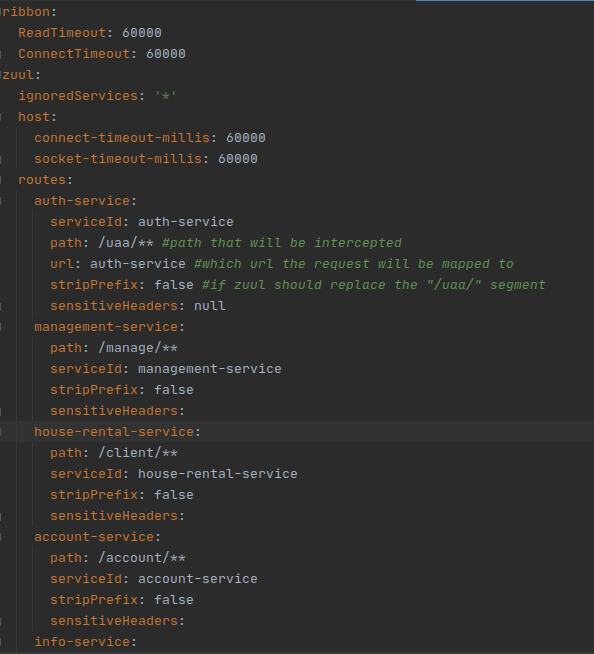 ribbon:
  ReadTimeout: 60000
  ConnectTimeout: 60000
zuul:
  ignoredServices: '*'
  host:
    connect-timeout-millis: 60000
    socket-timeout-millis: 60000
  routes:
    auth-service:
      serviceId: auth-service
      path: /uaa/** #path that will be intercepted
      url: auth-service #which url the request will be mapped to
      stripPrefix: false #if zuul should replace the "/uaa/" segment
      sensitiveHeaders: null
    management-service:
      path: /manage/**
      serviceId: management-service
      stripPrefix: false
      sensitiveHeaders:
    house-rental-service:
      path: /client/**
      serviceId: house-rental-service
      stripPrefix: false
      sensitiveHeaders:
    account-service:
      path: /account/**
      serviceId: account-service
      stripPrefix: false
      sensitiveHeaders:
    info-service: